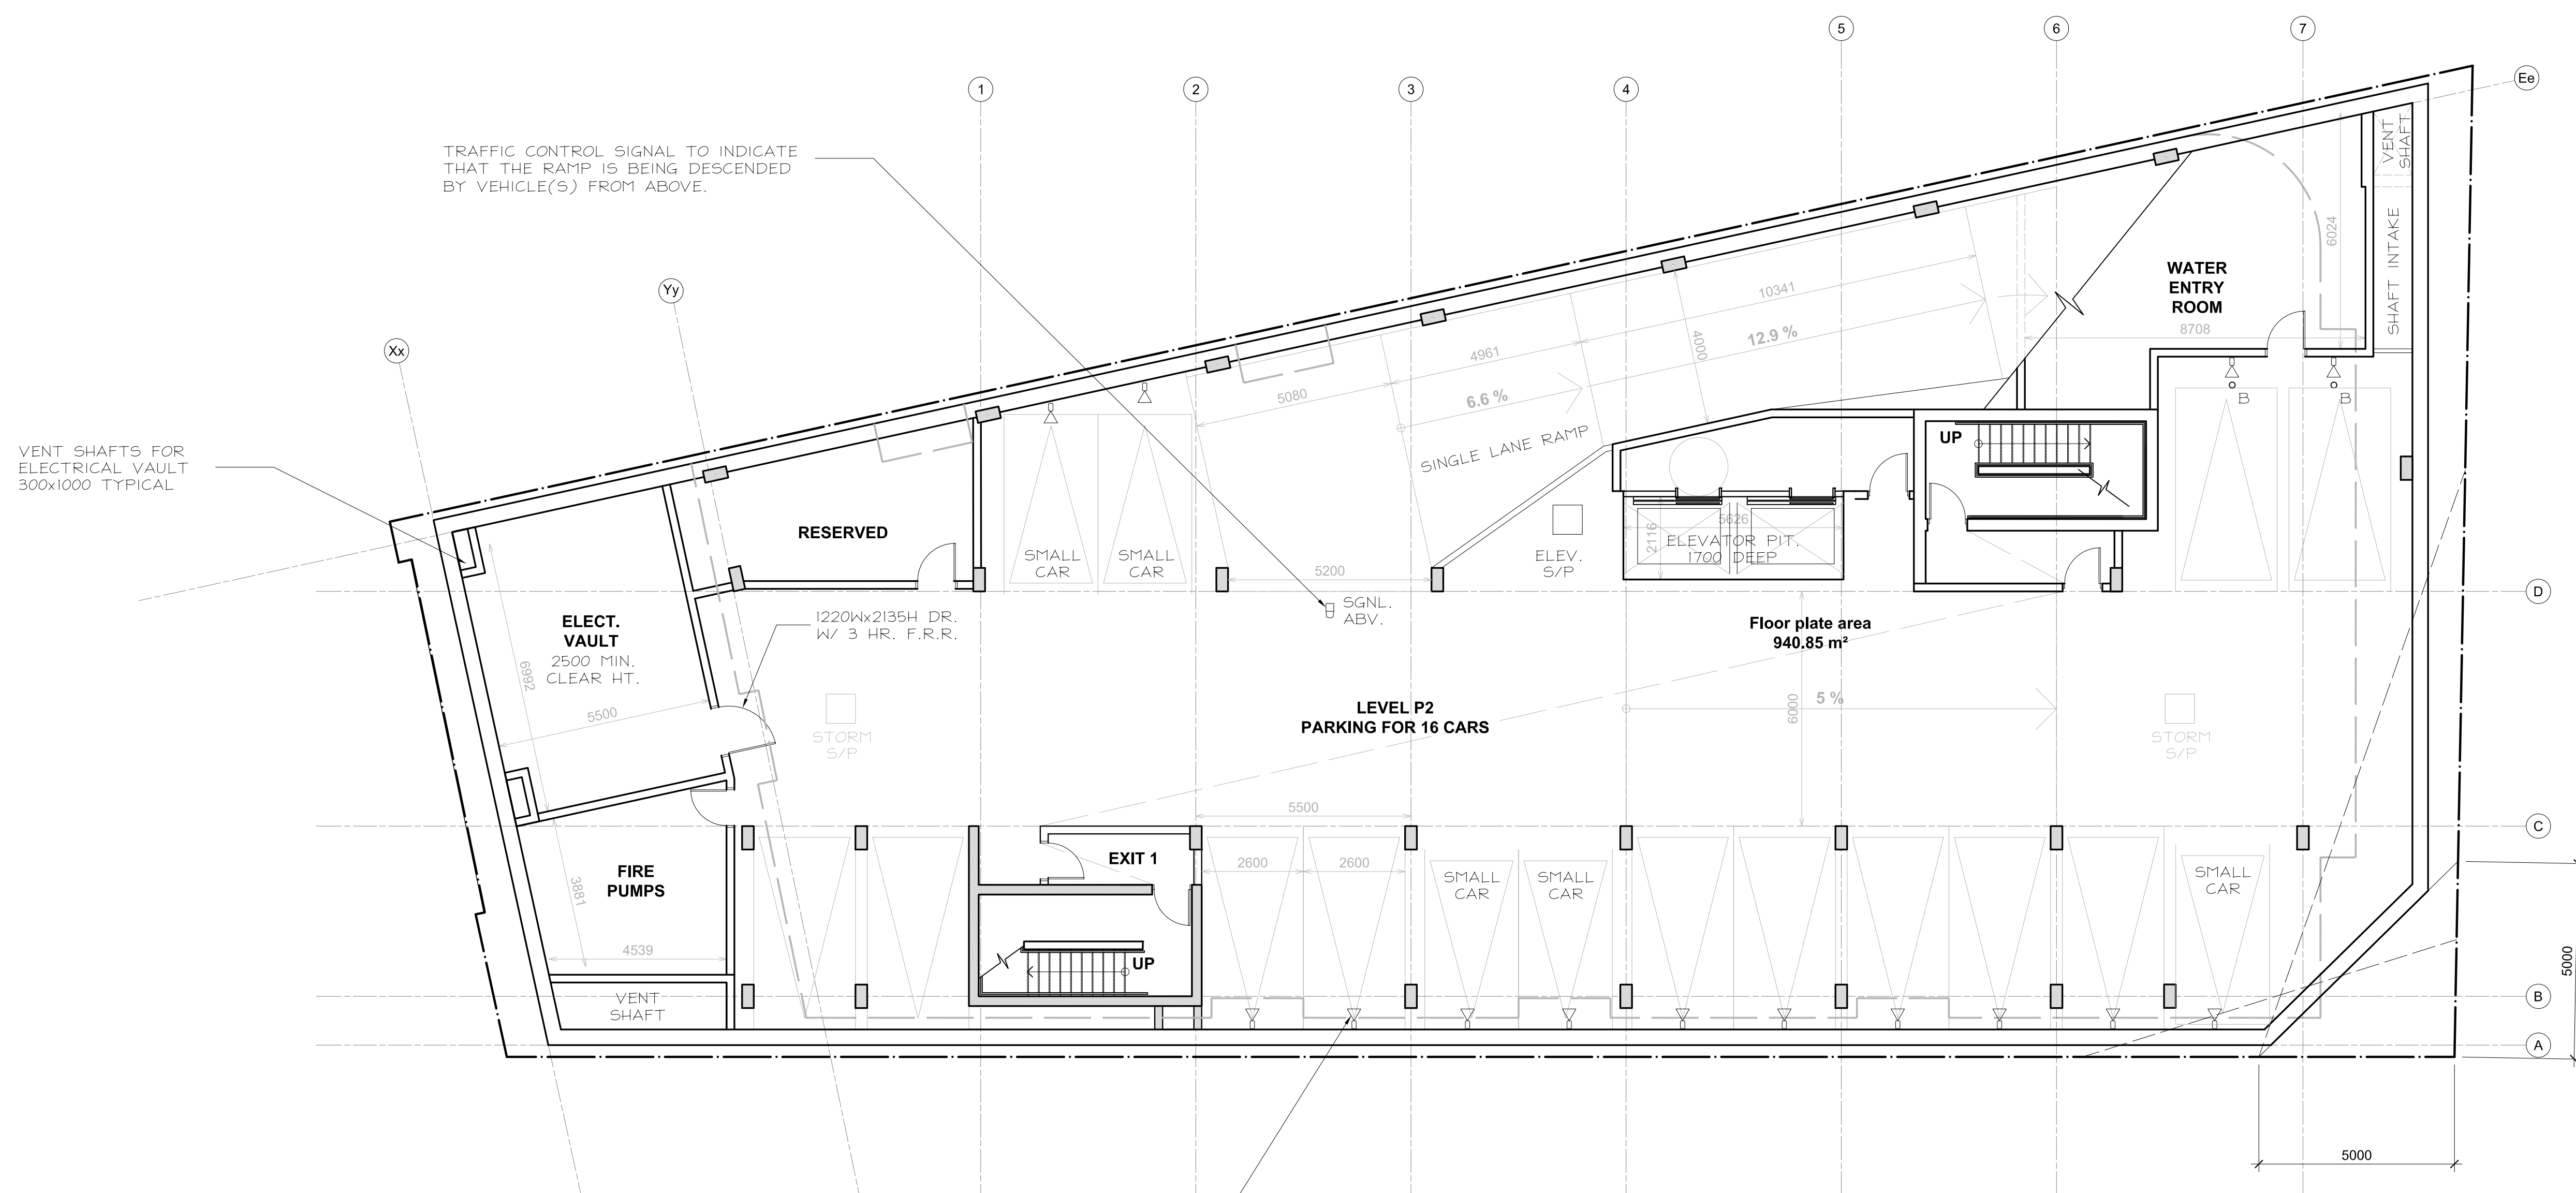 5
6
7
Ee
1
2
3
4
TRAFFIC CONTROL SIGNAL TO INDICATE
THAT THE RAMP IS BEING DESCENDED
BY VEHICLE(S) FROM ABOVE.
VENT
SHAFT
SHAFT INTAKE
6024
WATER
ENTRY
ROOM
8708
Yy
Xx
10341
12.9 %
4000
4961
6.6 %
5080
SINGLE LANE RAMP
B
B
UP
VENT SHAFTS FOR
ELECTRICAL VAULT
300x1000 TYPICAL
RESERVED
SMALL
CAR
SMALL
CAR
5200
ELEV.
S/P
5626
2116
ELEVATOR PIT.
1700 DEEP
D
SGNL.
ABV.
1220Wx2135H DR.
W/ 3 HR. F.R.R.
ELECT.
VAULT
2500 MIN.
CLEAR HT.
6992
5500
Floor plate area
940.85 m²
LEVEL P2
PARKING FOR 16 CARS
6000
5 %
STORM
S/P
STORM
S/P
5500
C
EXIT 1
2600
2600
SMALL
CAR
SMALL
CAR
SMALL
CAR
FIRE
PUMPS
3881
4539
UP
VENT
SHAFT
B
A
5000
5000